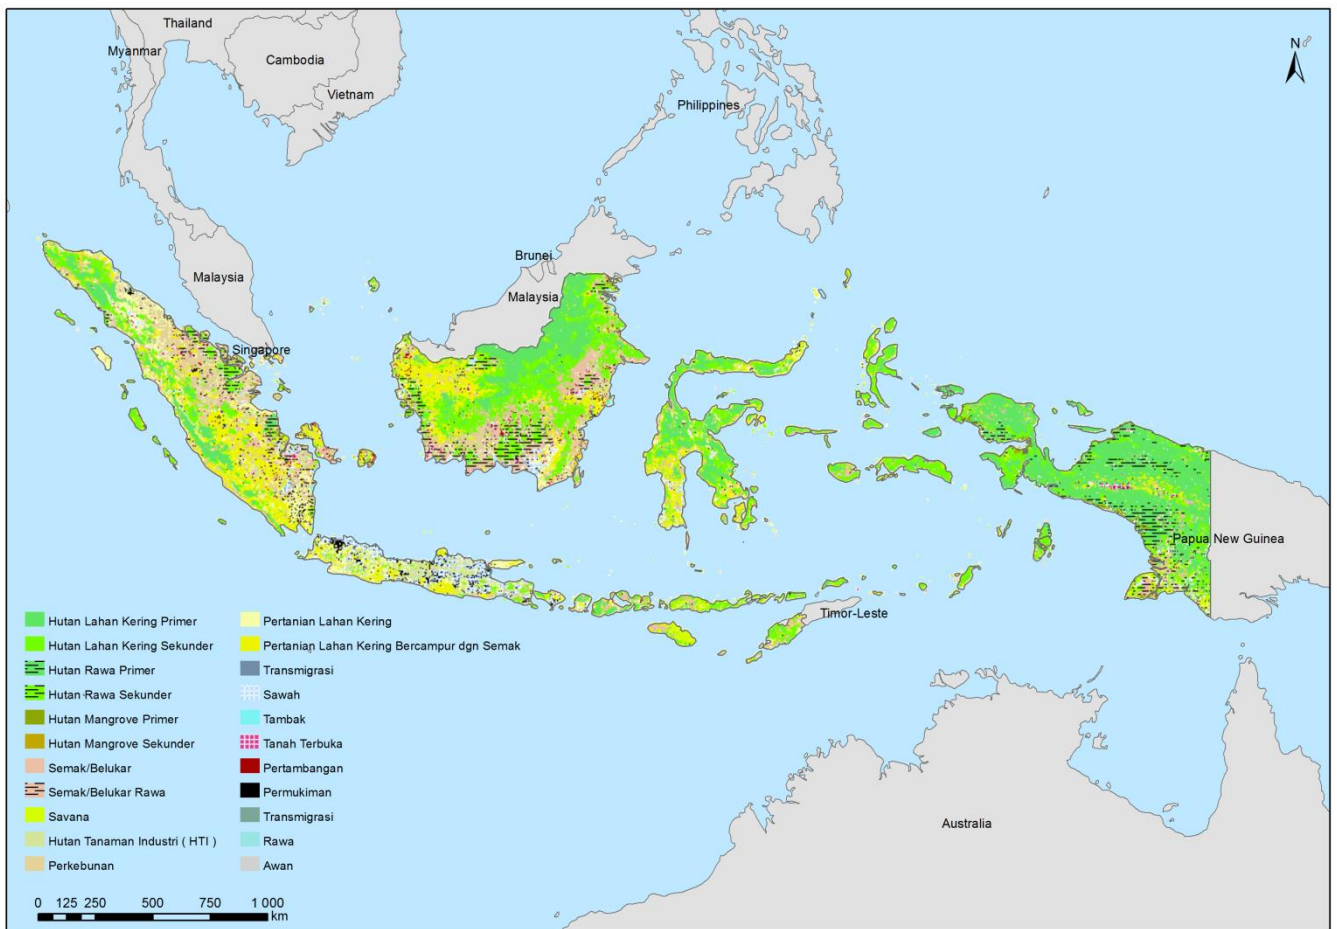 Thailand
Myanmar
Cambodia
Vietnam
Philippines
N
Brunei
Malaysia
Malaysia
Singapore
Papua New Guinea
Timor-Leste
Australia
Hutan Lahan Kering Primer
Hutan Lahan Kering Sekunder
Hutan Rawa Primer
Hutan Rawa Sekunder
Hutan Mangrove Primer
Hutan Mangrove Sekunder
Semak/Belukar
Semak/Belukar Rawa
Savana
Hutan Tanaman Industri ( HTI )
Perkebunan
Pertanian Lahan Kering
Pertanian Lahan Kering Bercampur dgn Semak
Transmigrasi
Sawah
Tambak
Tanah Terbuka
Pertambangan
Permukiman
Transmigrasi
Rawa
Awan
0 125 250 500 750 1 000
km